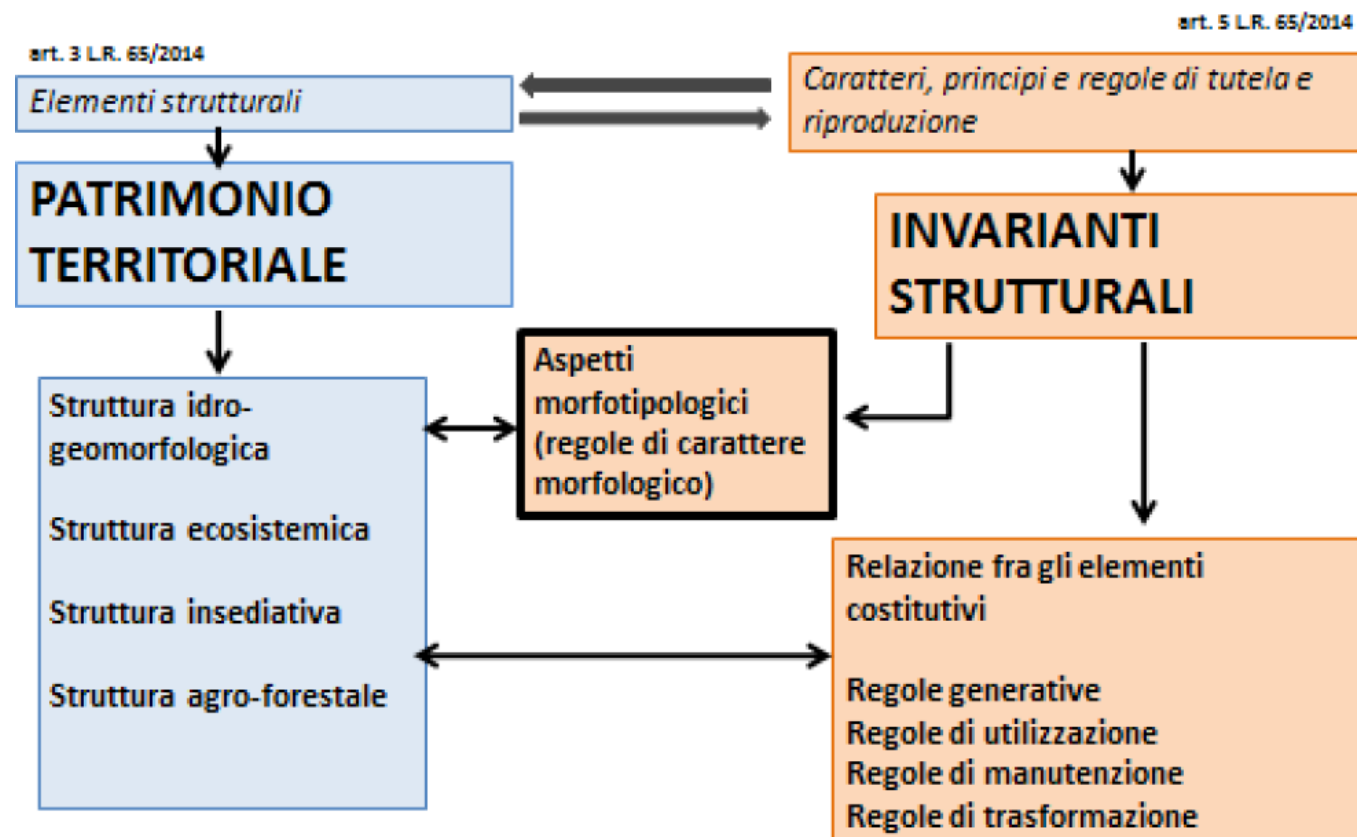 art. 3 L.R. 65/2014
art. 5 L.R. 65/2014
Elementi strutturali
Caratteri, principi e regole di tutela e
riproduzione
PATRIMONIO
TERRITORIALE
INVARIANTI
STRUTTURALI
Aspetti
morfotipologici
(regole di carattere
morfologico)
Struttura idro-
geomorfologica
Struttura ecosistemica
Struttura insediativa
Struttura agro-forestale
Relazione fra gli elementi
costitutivi
Regole generative
Regole di utilizzazione
Regole di manutenzione
Regole di trasformazione